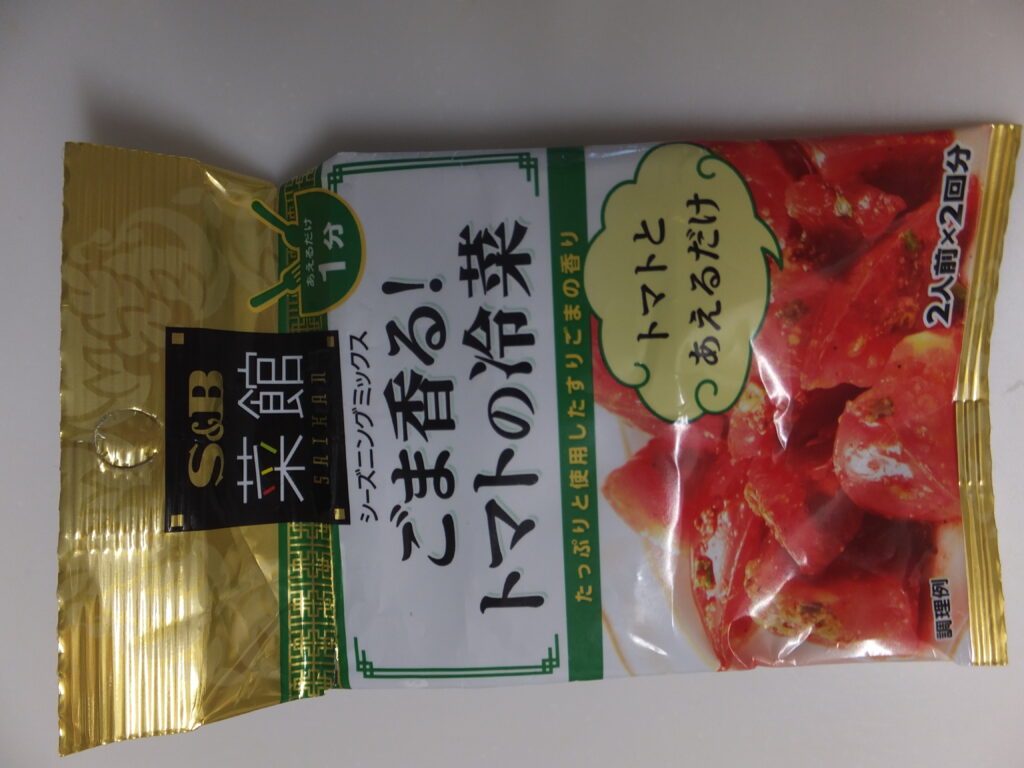 S&B
菜館
SAIKAN
あえるだけ
1分
シーズニングミックス
ごま香る!
トマトの冷菜
たっぷりと使用したすりごまの香り
トマトと
あえるだけ
2人前×2回分
調理例